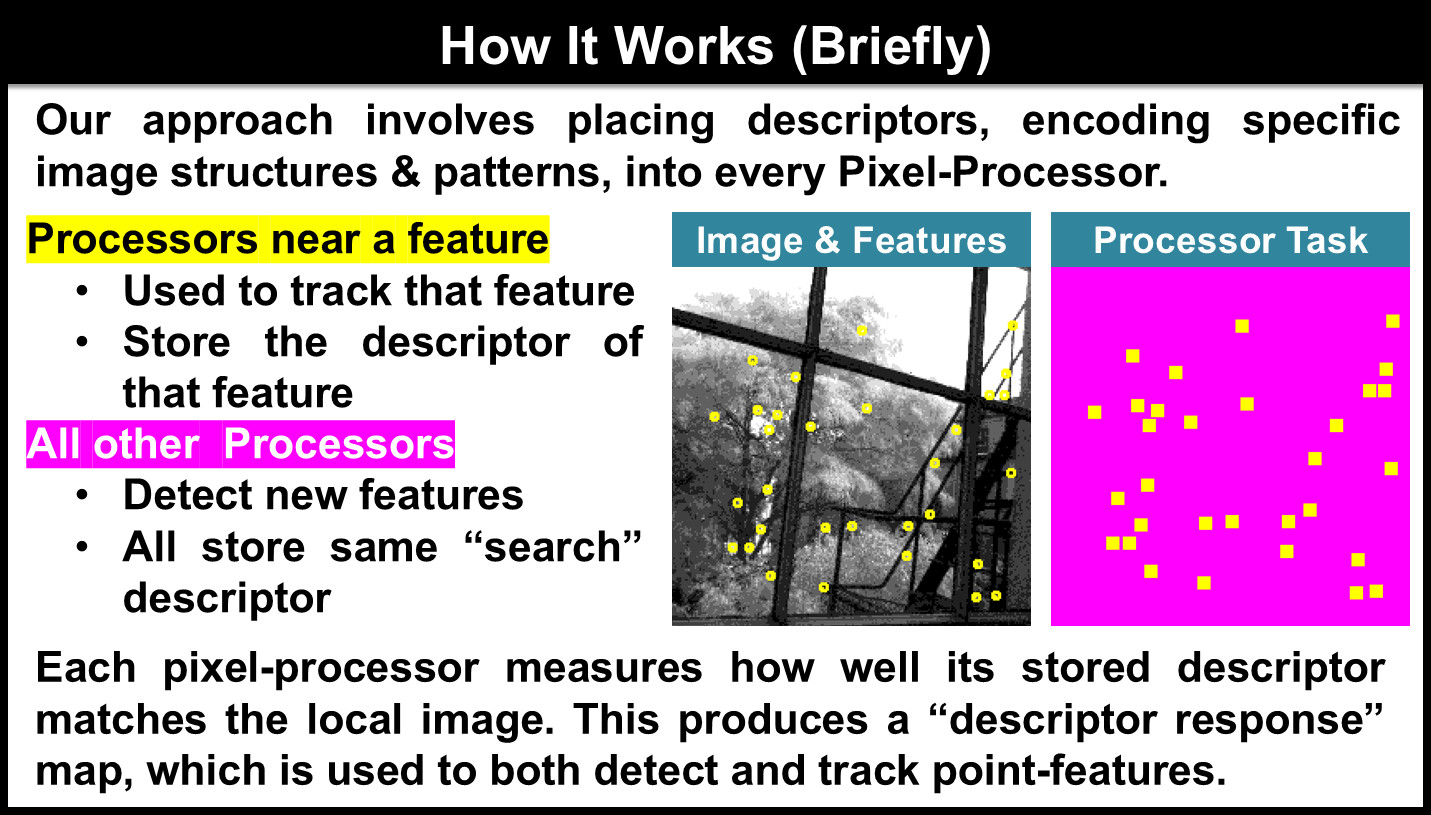 How It Works (Briefly)
Our approach involves placing descriptors, encoding specific
image structures & patterns, into every Pixel-Processor.
Processors near a feature
• Used to track that feature
• Store the descriptor of
that feature
All other Processors
• Detect new features
• All store same “search”
descriptor
Image & Features
Processor Task
Each pixel-processor measures how well its stored descriptor
matches the local image. This produces a “descriptor response”
map, which is used to both detect and track point-features.